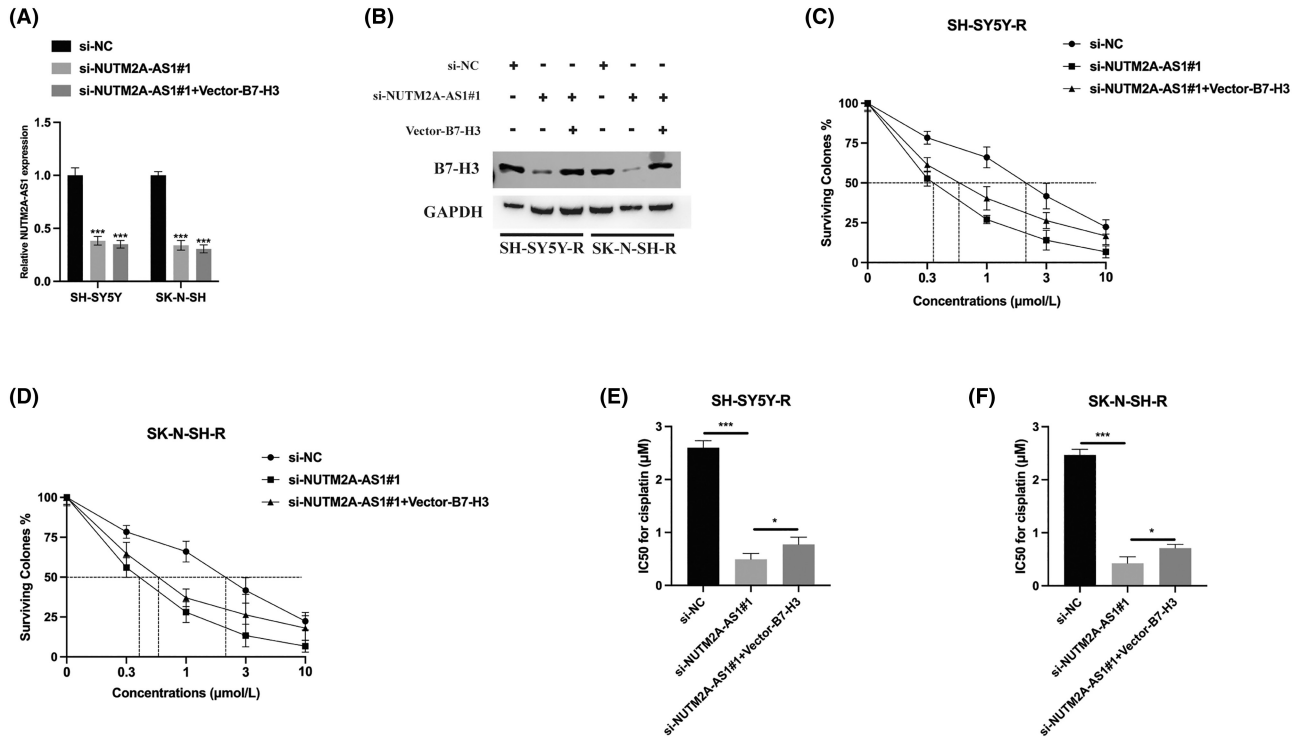 (A)
si-NC
si-NUTM2A-AS1#1
si-NUTM2A-AS1#1+Vector-B7-H3
Relative NUTM2A-AS1 expression
1.5
1.0
0.5
0.0
***
***
***
***
SH-SY5Y
SK-N-SH
(B)
si-NC + - - + - -
si-NUTM2A-AS1#1 - + + - + +
Vector-B7-H3 - - + - - +
B7-H3
GAPDH
SH-SY5Y-R SK-N-SH-R
(C)
SH-SY5Y-R
si-NC
si-NUTM2A-AS1#1
si-NUTM2A-AS1#1+Vector-B7-H3
Surviving Colones %
100
75
50
25
0
0 0.3 1 3 10
Concentrations (μmol/L)
(D)
SK-N-SH-R
si-NC
si-NUTM2A-AS1#1
si-NUTM2A-AS1#1+Vector-B7-H3
Surviving Colones %
100
75
50
25
0
0 0.3 1 3 10
Concentrations (μmol/L)
(E)
SH-SY5Y-R
IC50 for cisplatin (μM)
3
2
1
0
***
*
si-NC
si-NUTM2A-AS1#1
si-NUTM2A-AS1#1+Vector-B7-H3
(F)
SK-N-SH-R
IC50 for cisplatin (μM)
3
2
1
0
***
*
si-NC
si-NUTM2A-AS1#1
si-NUTM2A-AS1#1+Vector-B7-H3